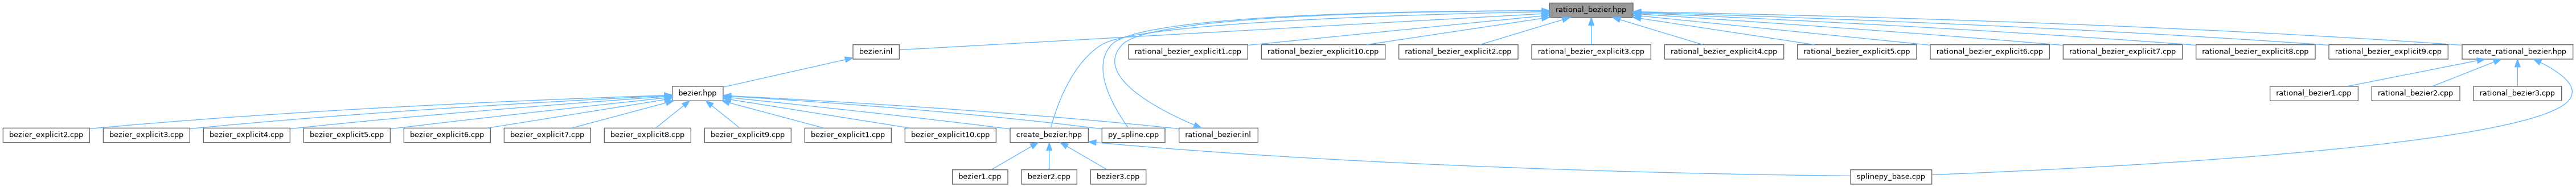 rational_bezier.hpp
bezier.inl
rational_bezier_explicit1.cpp
rational_bezier_explicit10.cpp
rational_bezier_explicit2.cpp
rational_bezier_explicit3.cpp
rational_bezier_explicit4.cpp
rational_bezier_explicit5.cpp
rational_bezier_explicit6.cpp
rational_bezier_explicit7.cpp
rational_bezier_explicit8.cpp
rational_bezier_explicit9.cpp
create_rational_bezier.hpp
bezier.hpp
rational_bezier1.cpp
rational_bezier2.cpp
rational_bezier3.cpp
bezier_explicit2.cpp
bezier_explicit3.cpp
bezier_explicit4.cpp
bezier_explicit5.cpp
bezier_explicit6.cpp
bezier_explicit7.cpp
bezier_explicit8.cpp
bezier_explicit9.cpp
bezier_explicit1.cpp
bezier_explicit10.cpp
create_bezier.hpp
py_spline.cpp
rational_bezier.inl
bezier1.cpp
bezier2.cpp
bezier3.cpp
splinepy_base.cpp